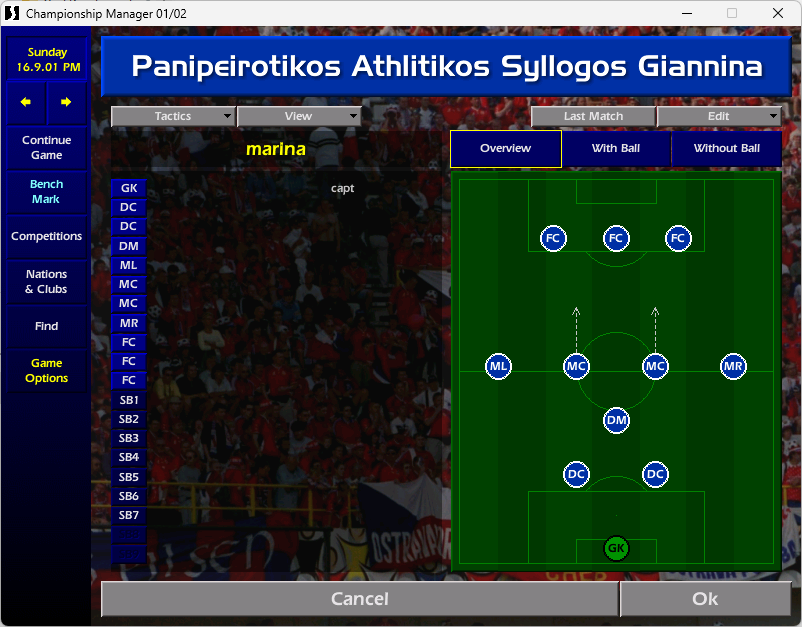 Championship Manager 01/02
Sunday
16.9.01 PM
Panipeirotikos Athlitikos Syllogos Giannina
Continue
Game
Bench
Mark
Competitions
Nations
& Clubs
Find
Game
Options
Tactics
View
Last Match
Edit
marina
Overview
With Ball
Without Ball
GK
capt
DC
DC
DM
ML
MC
MC
MR
FC
FC
FC
SB1
SB2
SB3
SB4
SB5
SB6
SB7
FC
FC
FC
ML
MC
MC
MR
DM
DC
DC
GK
Cancel
Ok